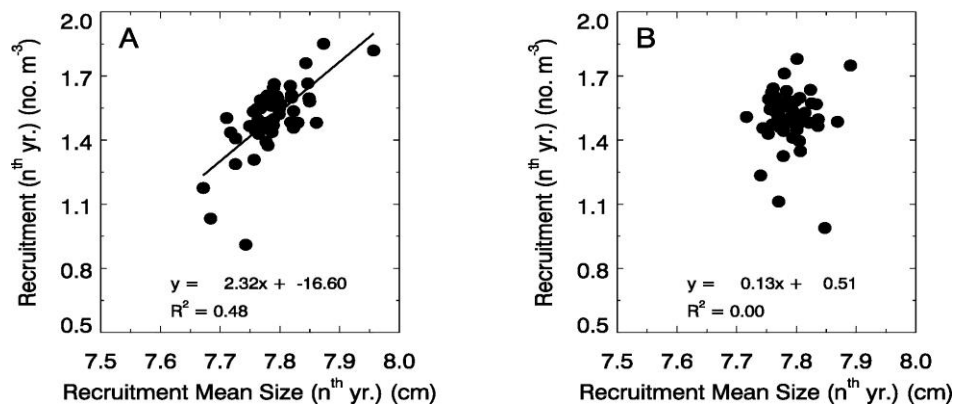 A
Recruitment (nᵗʰ yr.) (no. m⁻³)
2.0
1.7
1.4
1.1
0.8
0.5
y = 2.32x + -16.60
R² = 0.48
7.5 7.6 7.7 7.8 7.9 8.0
Recruitment Mean Size (nᵗʰ yr.) (cm)
B
Recruitment (nᵗʰ yr.) (no. m⁻³)
2.0
1.7
1.4
1.1
0.8
0.5
y = 0.13x + 0.51
R² = 0.00
7.5 7.6 7.7 7.8 7.9 8.0
Recruitment Mean Size (nᵗʰ yr.) (cm)